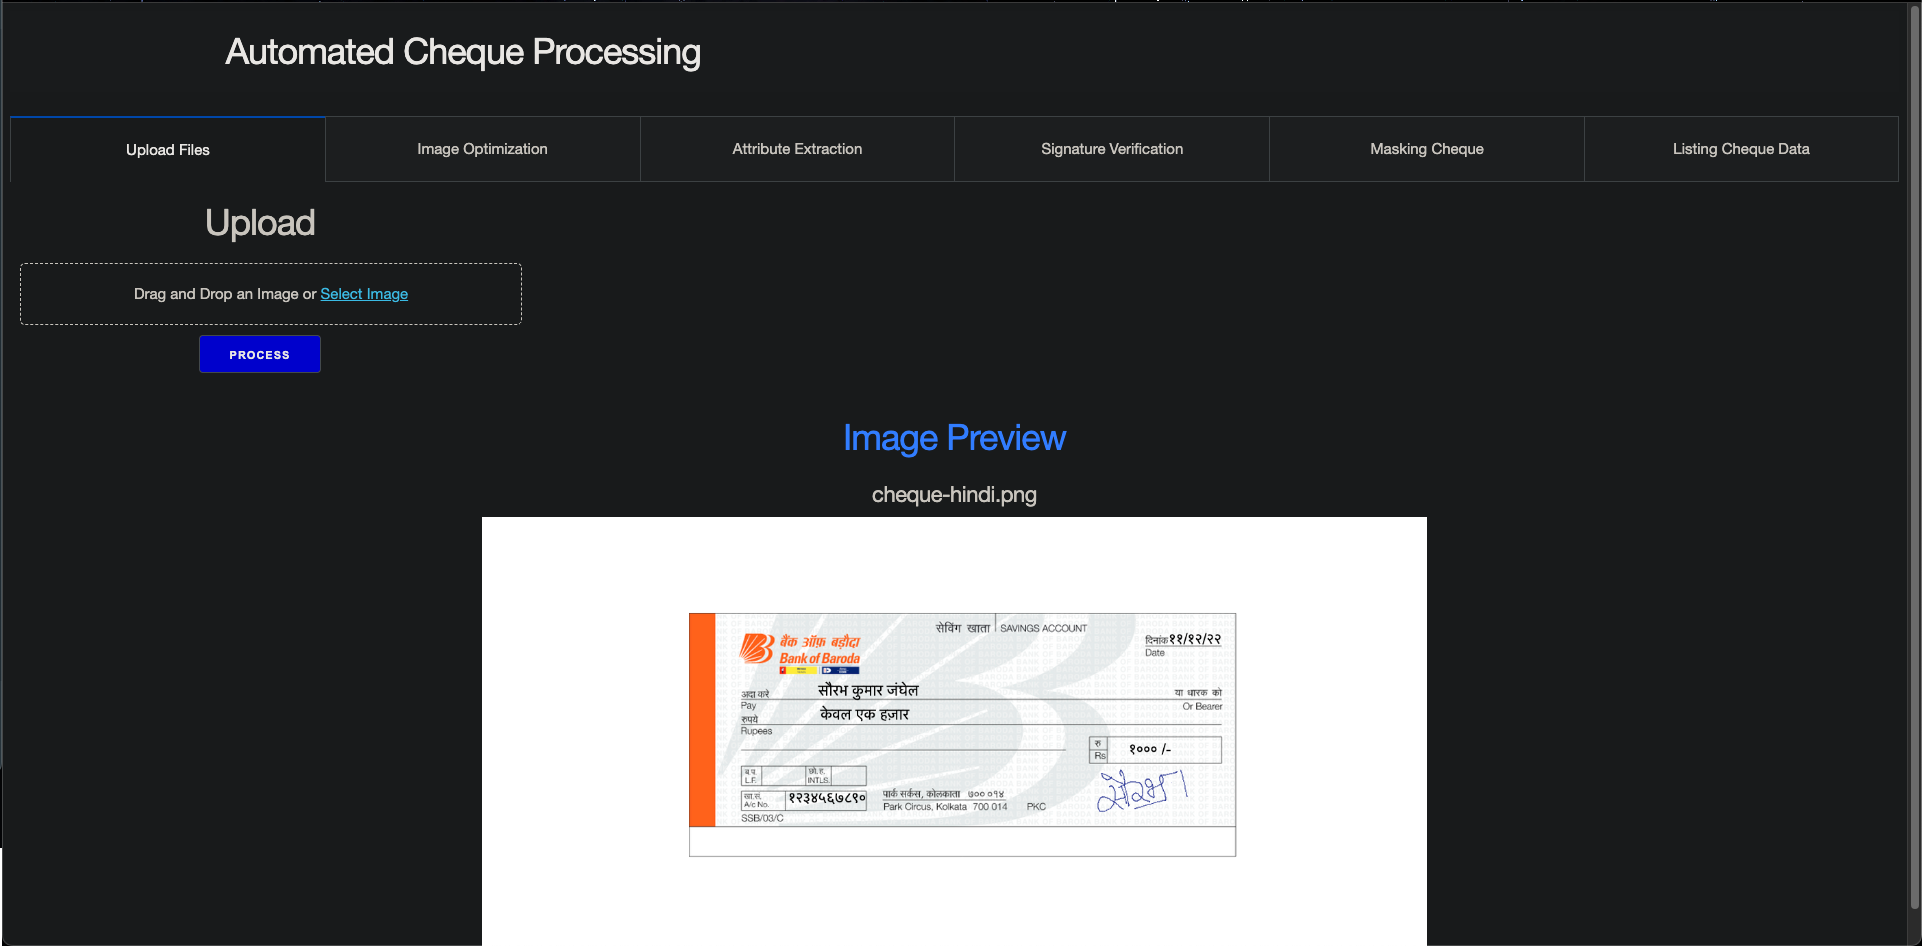 Automated Cheque Processing
Upload Files
Image Optimization
Attribute Extraction
Signature Verification
Masking Cheque
Listing Cheque Data
Upload
Drag and Drop an Image or Select Image
PROCESS
Image Preview
cheque-hindi.png
सेविंग खाता SAVINGS ACCOUNT
बैंक ऑफ़ बड़ौदा
Bank of Baroda
दिनांक ११/१२/२२
Date
अदा करे सौरभ कुमार जंघेल या धारक को
Pay Or Bearer
रुपये केवल एक हज़ार
Rupees
रु
Rs १००० /-
ब.प.
L.F.
छो.ह.
INTLS.
खा.सं.
A/c No. १२३४५६७८९०
पार्क सर्कस, कोलकाता ७०० ०१४
Park Circus, Kolkata 700 014 PKC
सौरभ
SSB/03/C